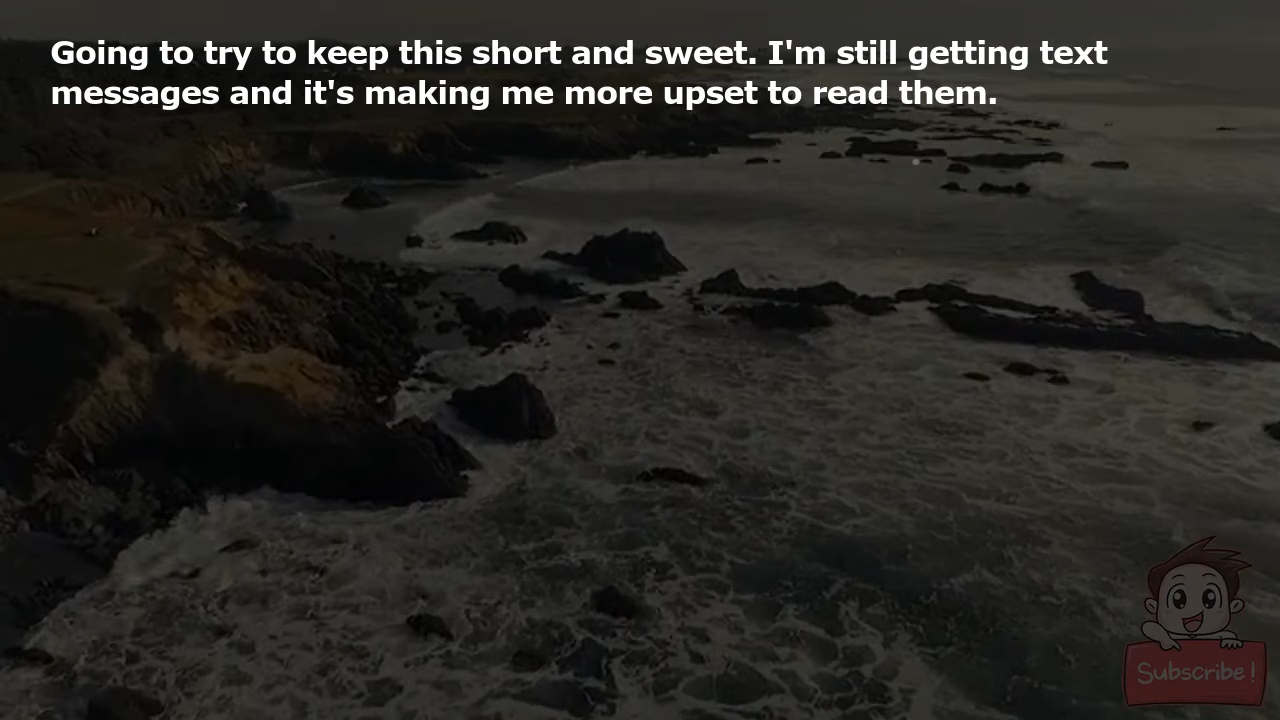 Going to try to keep this short and sweet. I'm still getting text
messages and it's making me more upset to read them.
Subscribe!